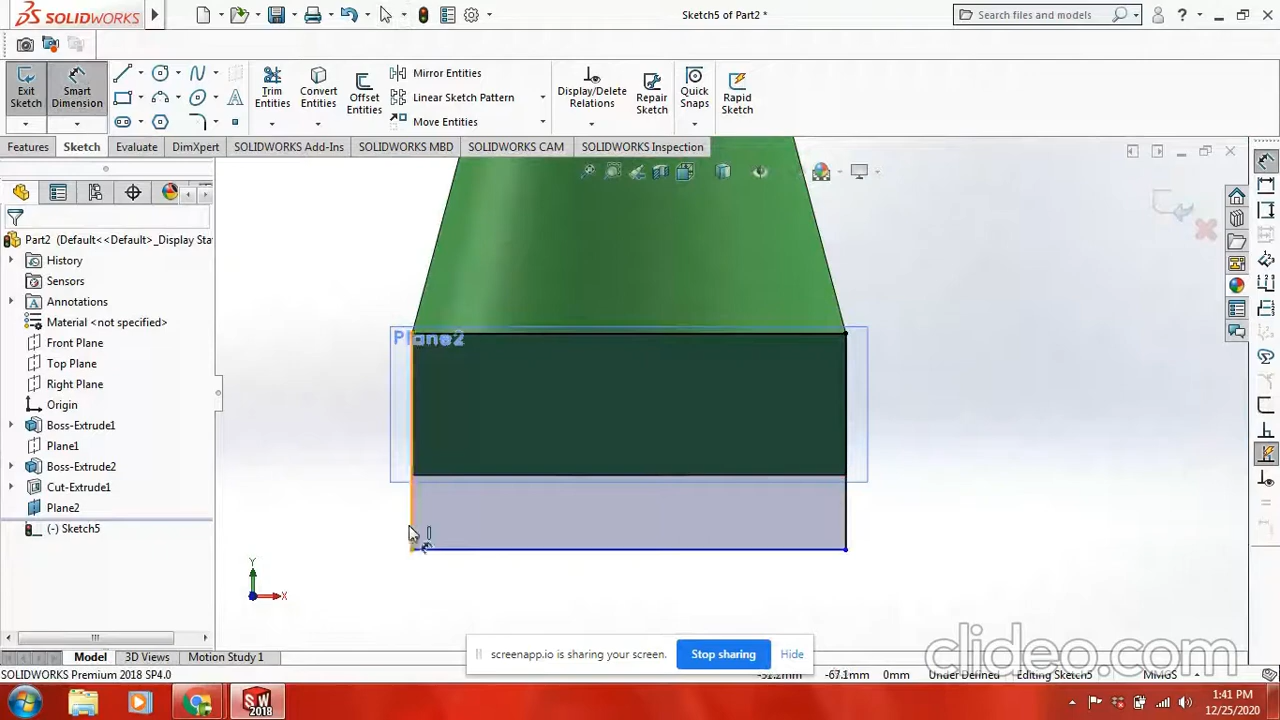 SOLIDWORKS
Sketch5 of Part2 *
Search files and models
?
Exit Sketch
Smart Dimension
Trim Entities
Convert Entities
Offset Entities
Mirror Entities
Linear Sketch Pattern
Move Entities
Display/Delete Relations
Repair Sketch
Quick Snaps
Rapid Sketch
Features
Sketch
Evaluate
DimXpert
SOLIDWORKS Add-Ins
SOLIDWORKS MBD
SOLIDWORKS CAM
SOLIDWORKS Inspection
Part2 (Default<<Default>_Display Sta
History
Sensors
Annotations
Material <not specified>
Front Plane
Top Plane
Right Plane
Origin
Boss-Extrude1
Plane1
Boss-Extrude2
Cut-Extrude1
Plane2
(-) Sketch5
Plane2
Y
X
screenapp.io is sharing your screen.
Stop sharing
Hide
clideo.com
Model
3D Views
Motion Study 1
SOLIDWORKS Premium 2018 SP4.0
-67.1mm
0mm
Under Defined
Editing Sketch5
MMGS
SW 2018
1:41 PM
12/25/2020